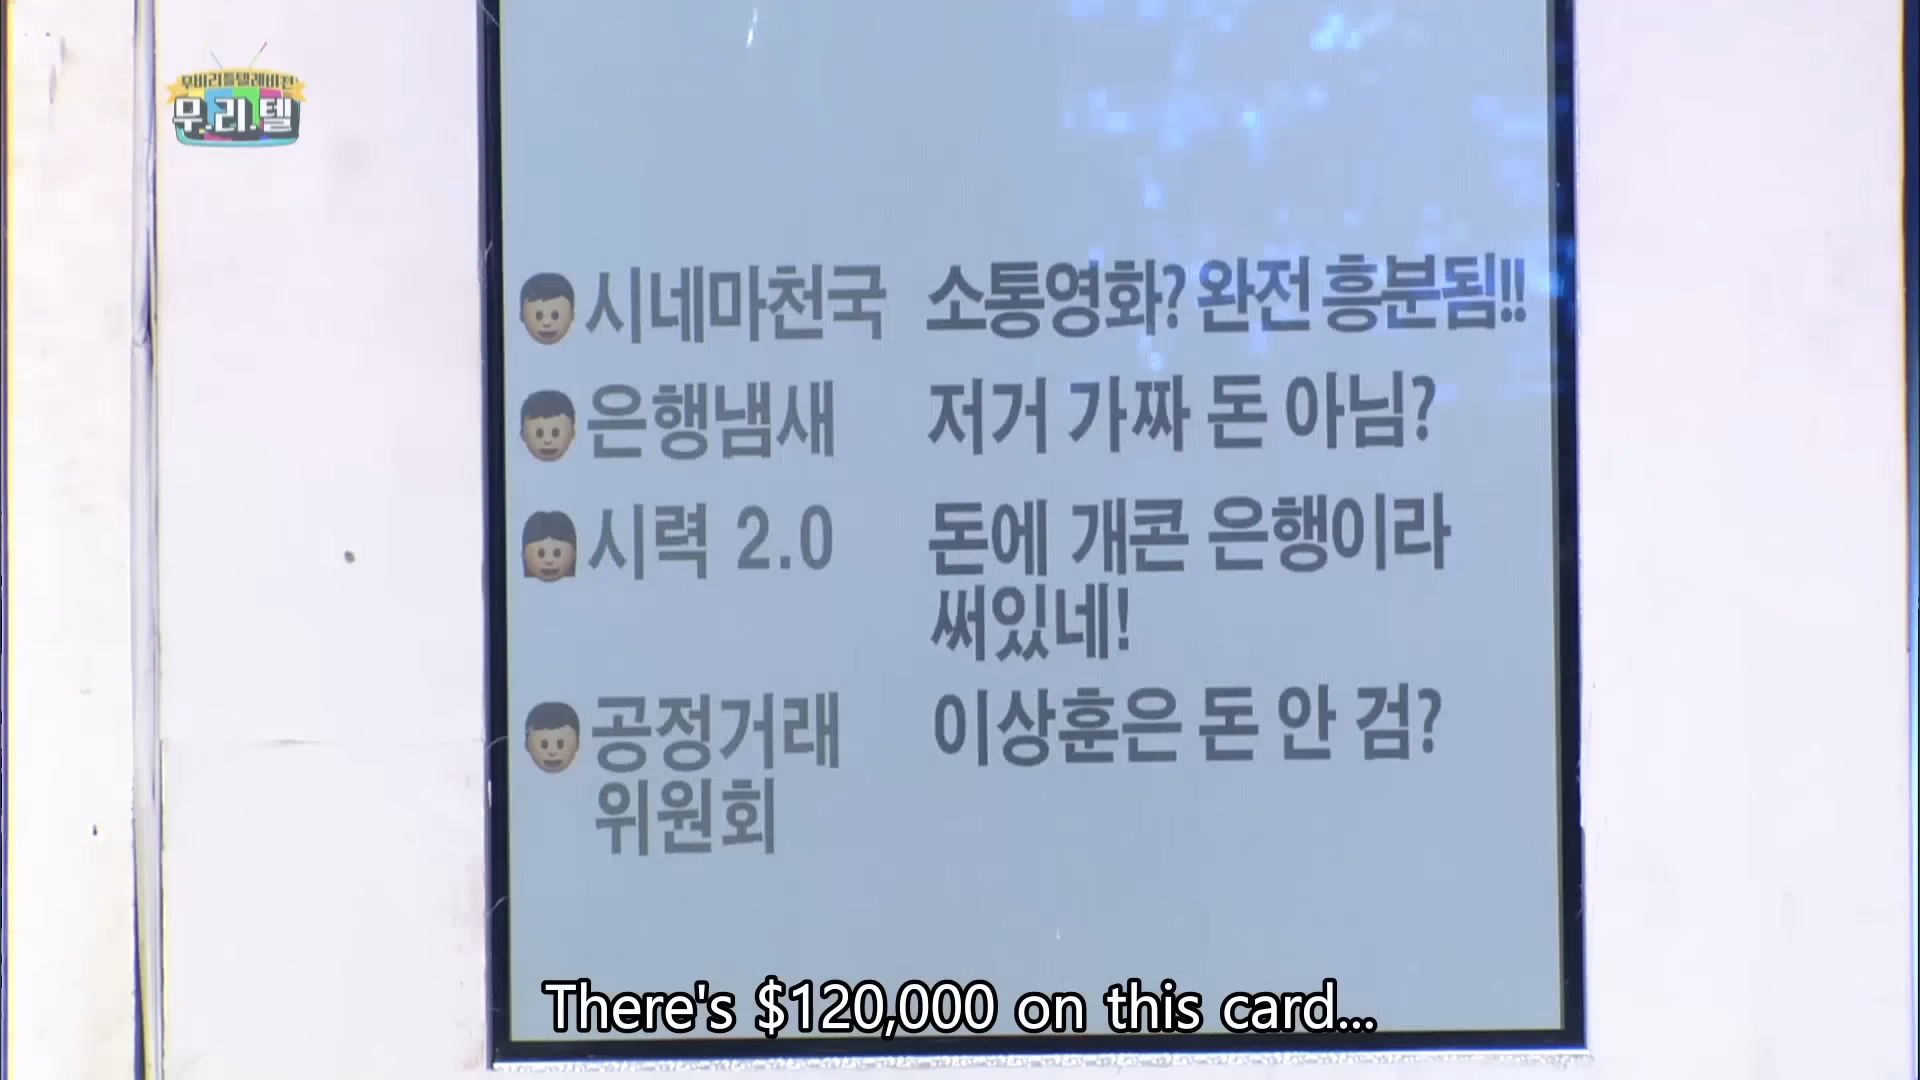 무비리틀텔레비전
무.리.텔
시네마천국 소통영화? 완전 흥분됨!!
은행냄새 저거 가짜 돈 아님?
시력 2.0 돈에 개콘 은행이라
써있네!
공정거래 이상훈은 돈 안 검?
위원회
There's $120,000 on this card...